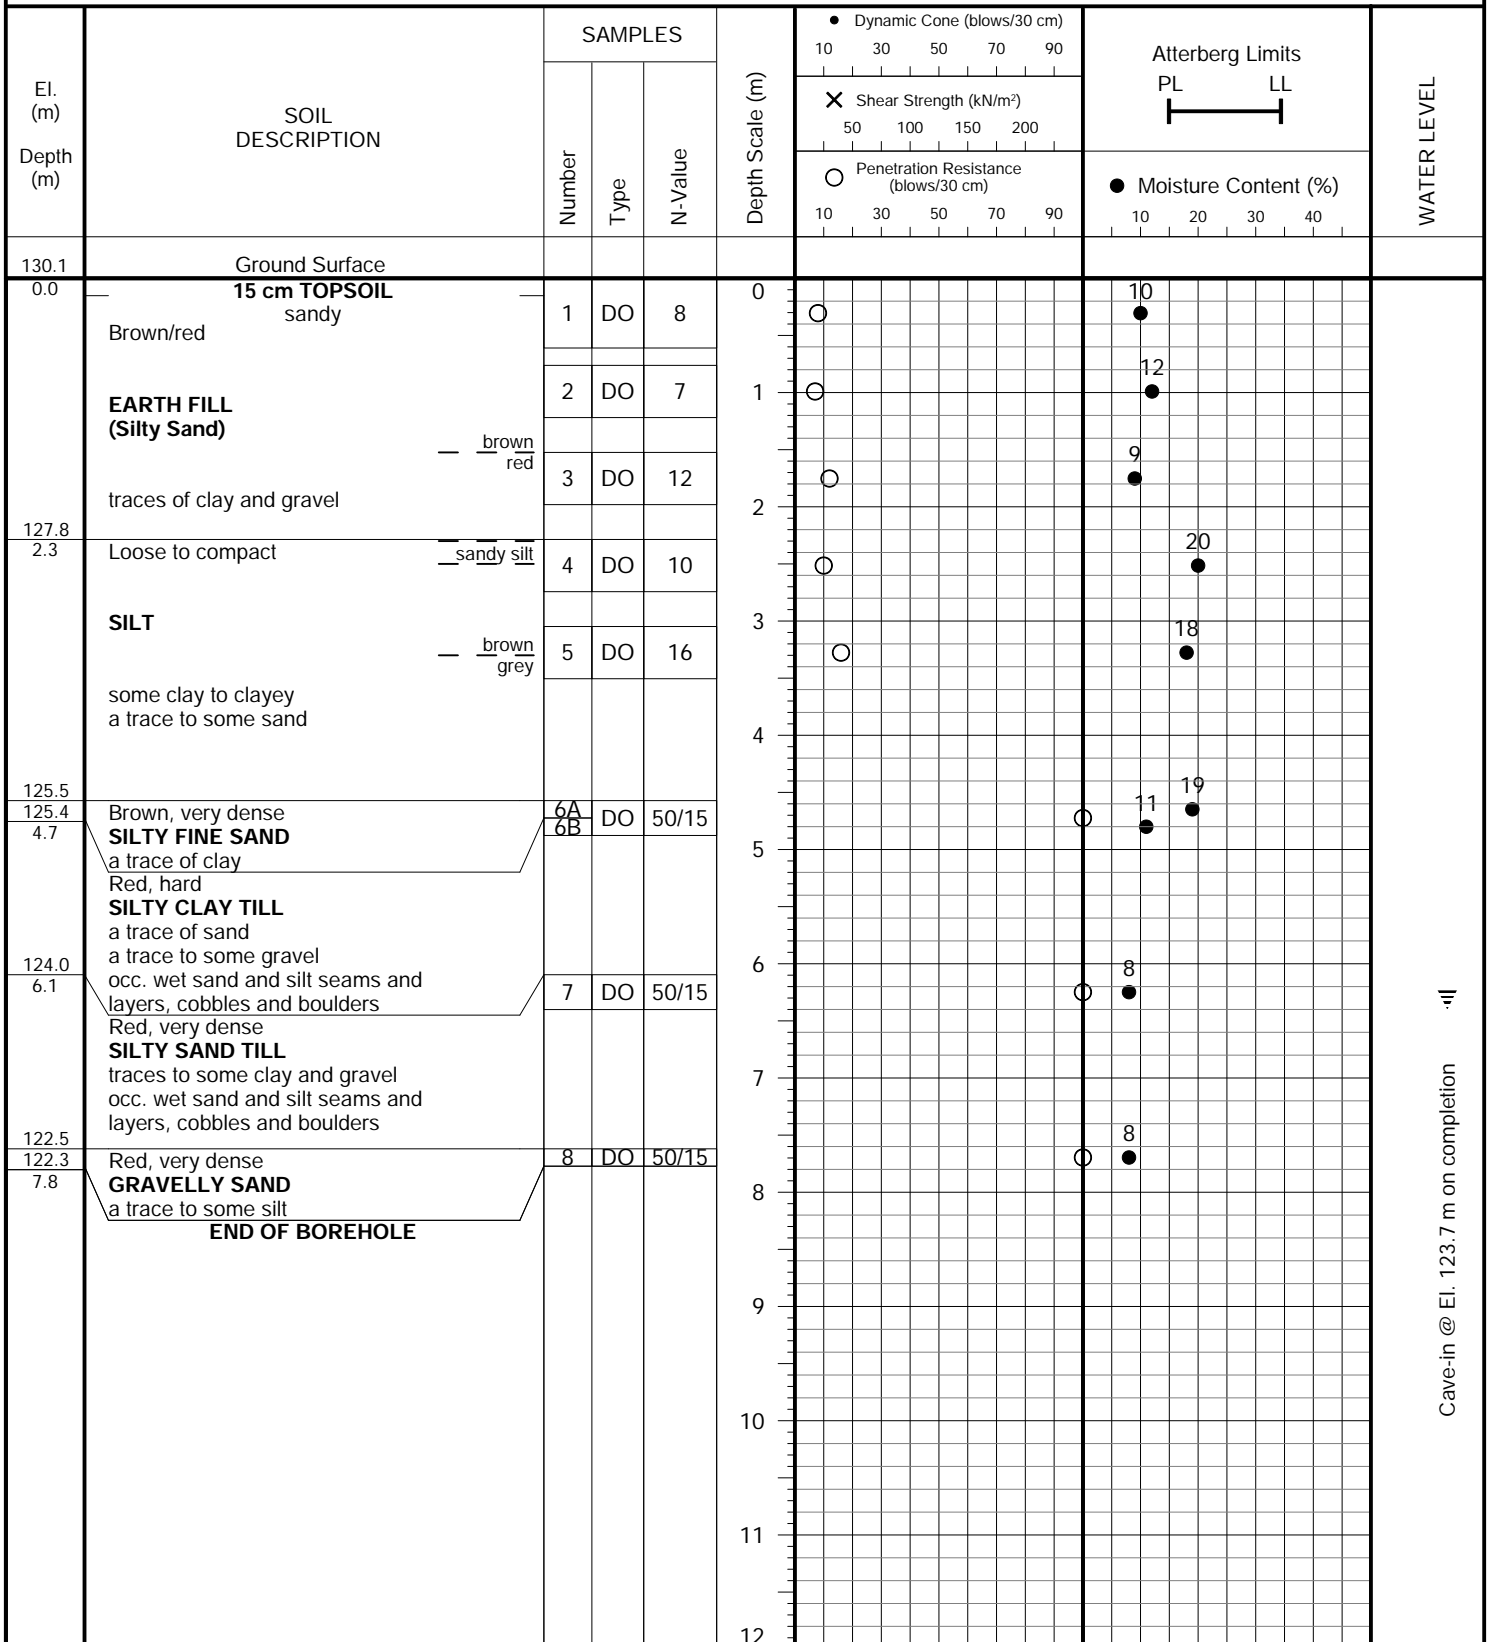 El.
(m)
Depth
(m)
SOIL
DESCRIPTION
SAMPLES
Number
Type
N-Value
Depth Scale (m)
Dynamic Cone (blows/30 cm)
10 30 50 70 90
Shear Strength (kN/m²)
50 100 150 200
Penetration Resistance
(blows/30 cm)
10 30 50 70 90
Atterberg Limits
PL LL
Moisture Content (%)
10 20 30 40
WATER LEVEL
130.1 Ground Surface
0.0 15 cm TOPSOIL 0 10
sandy 1 DO 8
Brown/red
12
2 DO 7 1
EARTH FILL
(Silty Sand)
brown 9
red
3 DO 12
traces of clay and gravel
2
127.8
2.3 Loose to compact sandy silt 20
4 DO 10
SILT 3 18
brown
grey 5 DO 16
some clay to clayey
a trace to some sand
4
125.5 19
125.4 Brown, very dense 6A 11
4.7 SILTY FINE SAND 6B DO 50/15
a trace of clay 5
Red, hard
SILTY CLAY TILL
a trace of sand
a trace to some gravel
124.0 6 8
6.1 occ. wet sand and silt seams and
layers, cobbles and boulders 7 DO 50/15
Red, very dense
SILTY SAND TILL
traces to some clay and gravel 7
occ. wet sand and silt seams and
layers, cobbles and boulders
122.5 8
122.3 Red, very dense 8 DO 50/15
7.8 GRAVELLY SAND 8
a trace to some silt
END OF BOREHOLE
9
10
11
12
Cave-in @ El. 123.7 m on completion